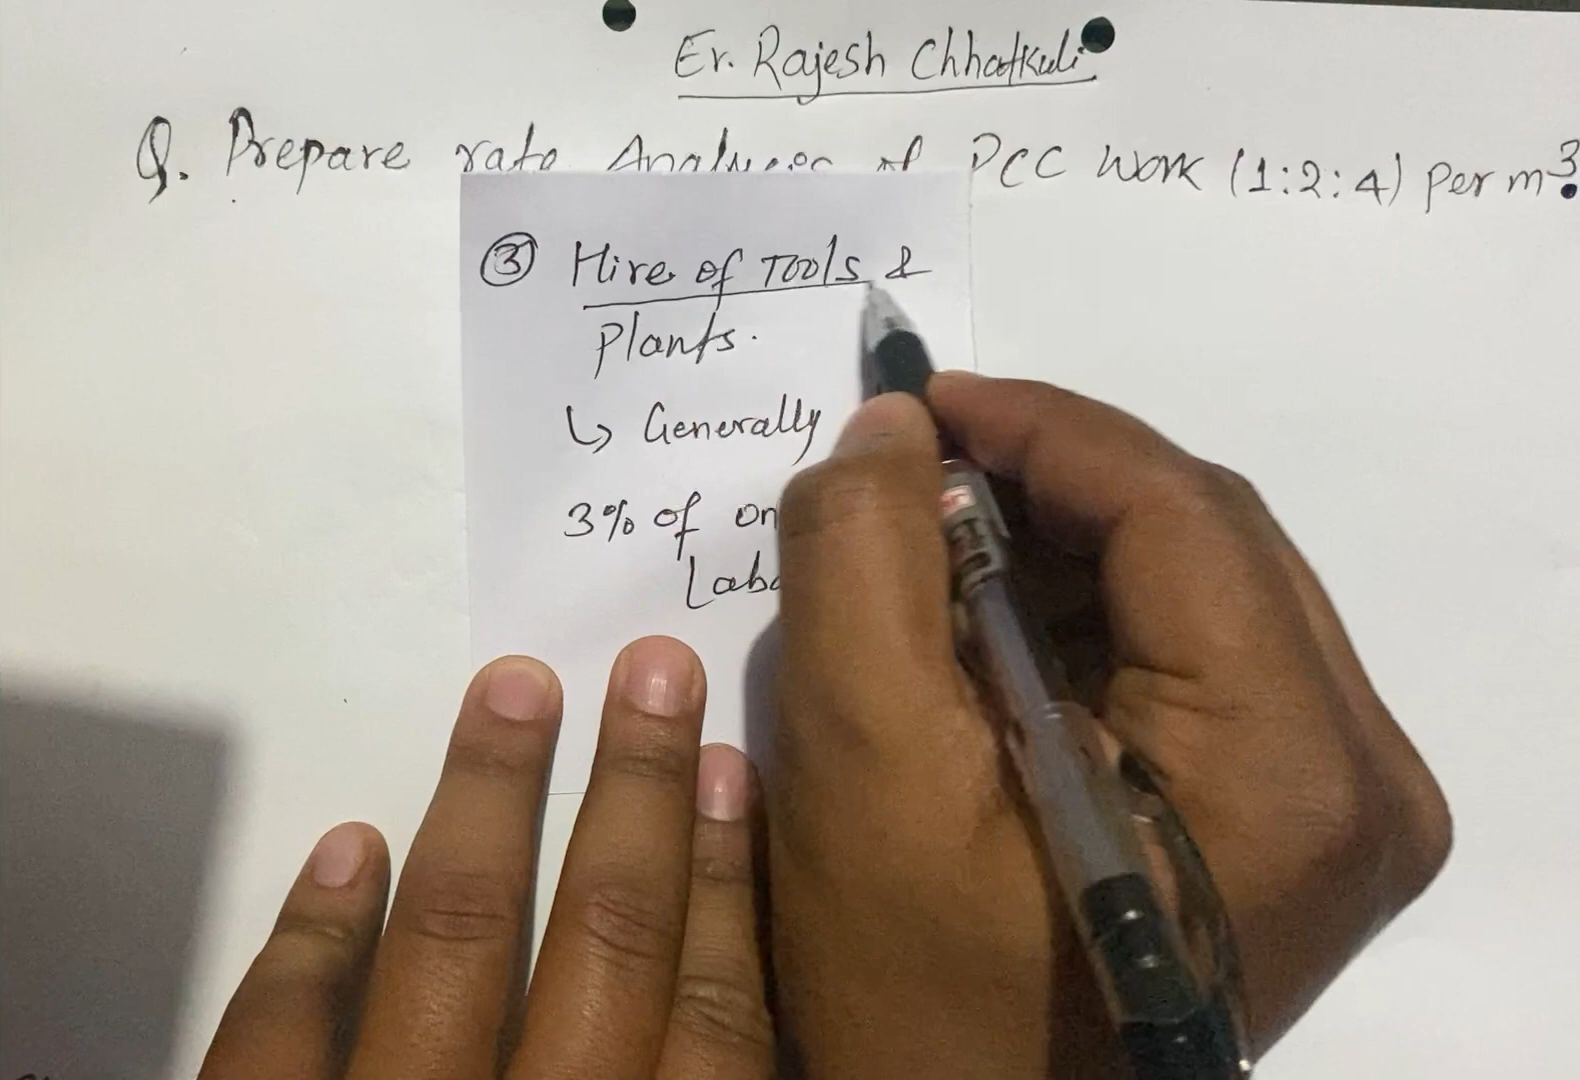 Er. Rajesh Chhatkuli
Q. Prepare rate of PCC Work (1:2:4) per m³.
③ Hire of Tools &
Plants.
↳ Generally
3% of